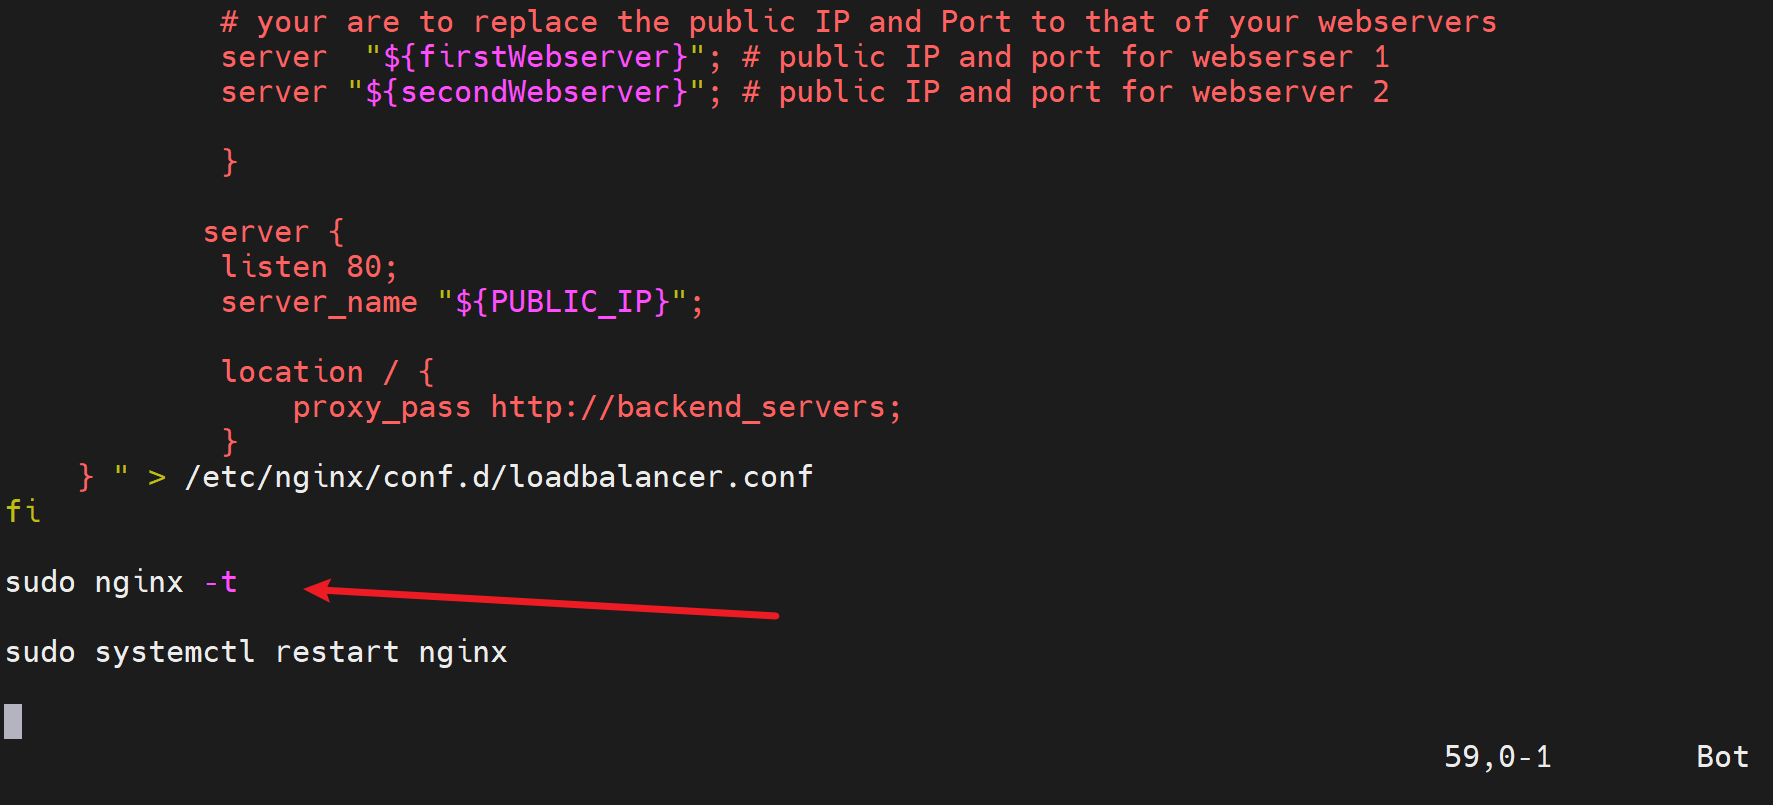 # your are to replace the public IP and Port to that of your webservers
server  "${firstWebserver}"; # public IP and port for webserser 1
server "${secondWebserver}"; # public IP and port for webserver 2
}
server {
listen 80;
server_name "${PUBLIC_IP}";
location / {
proxy_pass http://backend_servers;
}
} " > /etc/nginx/conf.d/loadbalancer.conf
fi
sudo nginx -t
sudo systemctl restart nginx
59,0-1 Bot